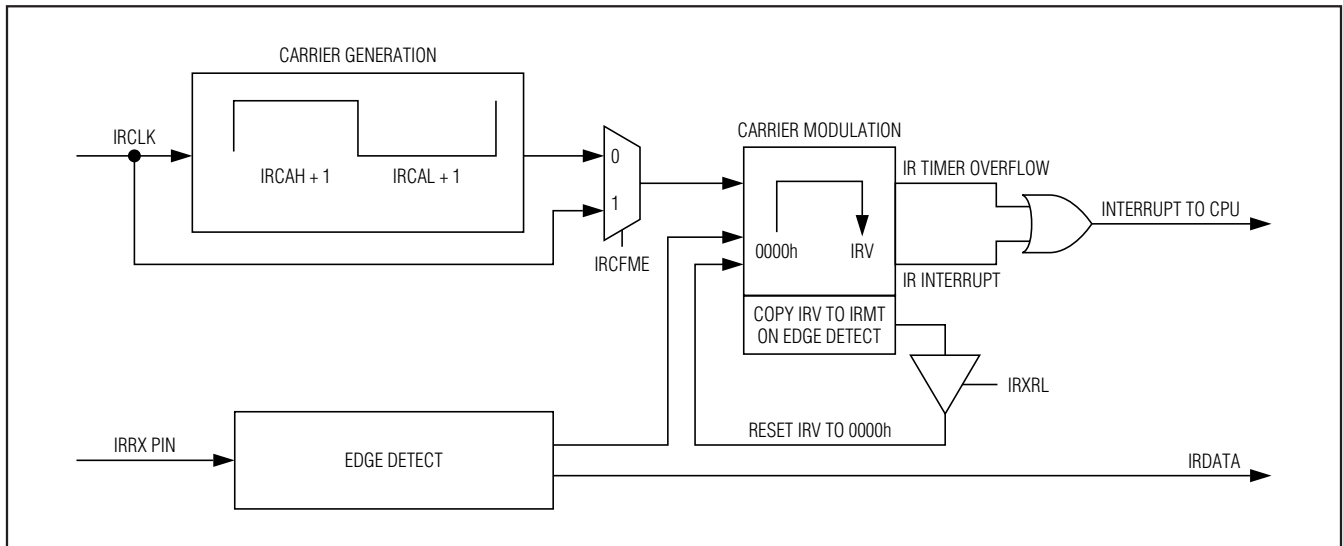 CARRIER GENERATION
IRCLK
IRCAH + 1
IRCAL + 1
0
1
IRCFME
CARRIER MODULATION
0000h
IRV
IR TIMER OVERFLOW
INTERRUPT TO CPU
IR INTERRUPT
COPY IRV TO IRMT
ON EDGE DETECT
IRXRL
RESET IRV TO 0000h
IRRX PIN
EDGE DETECT
IRDATA